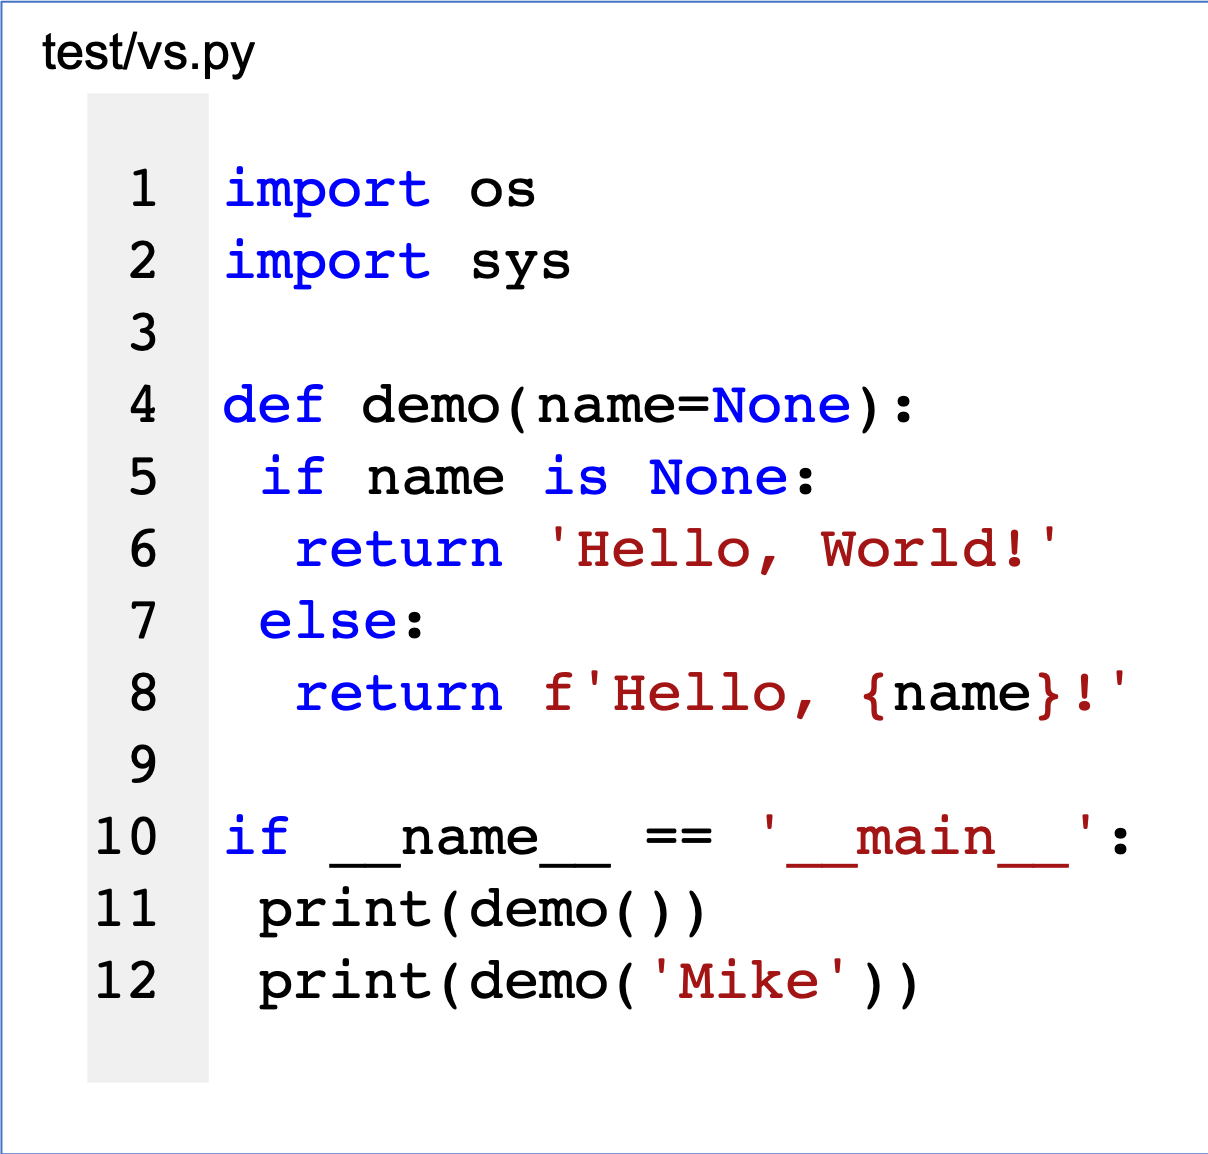 test/vs.py
1 import os
2 import sys
3
4 def demo(name=None):
5  if name is None:
6   return 'Hello, World!'
7  else:
8   return f'Hello, {name}!'
9
10 if __name__ == '__main__':
11  print(demo())
12  print(demo('Mike'))